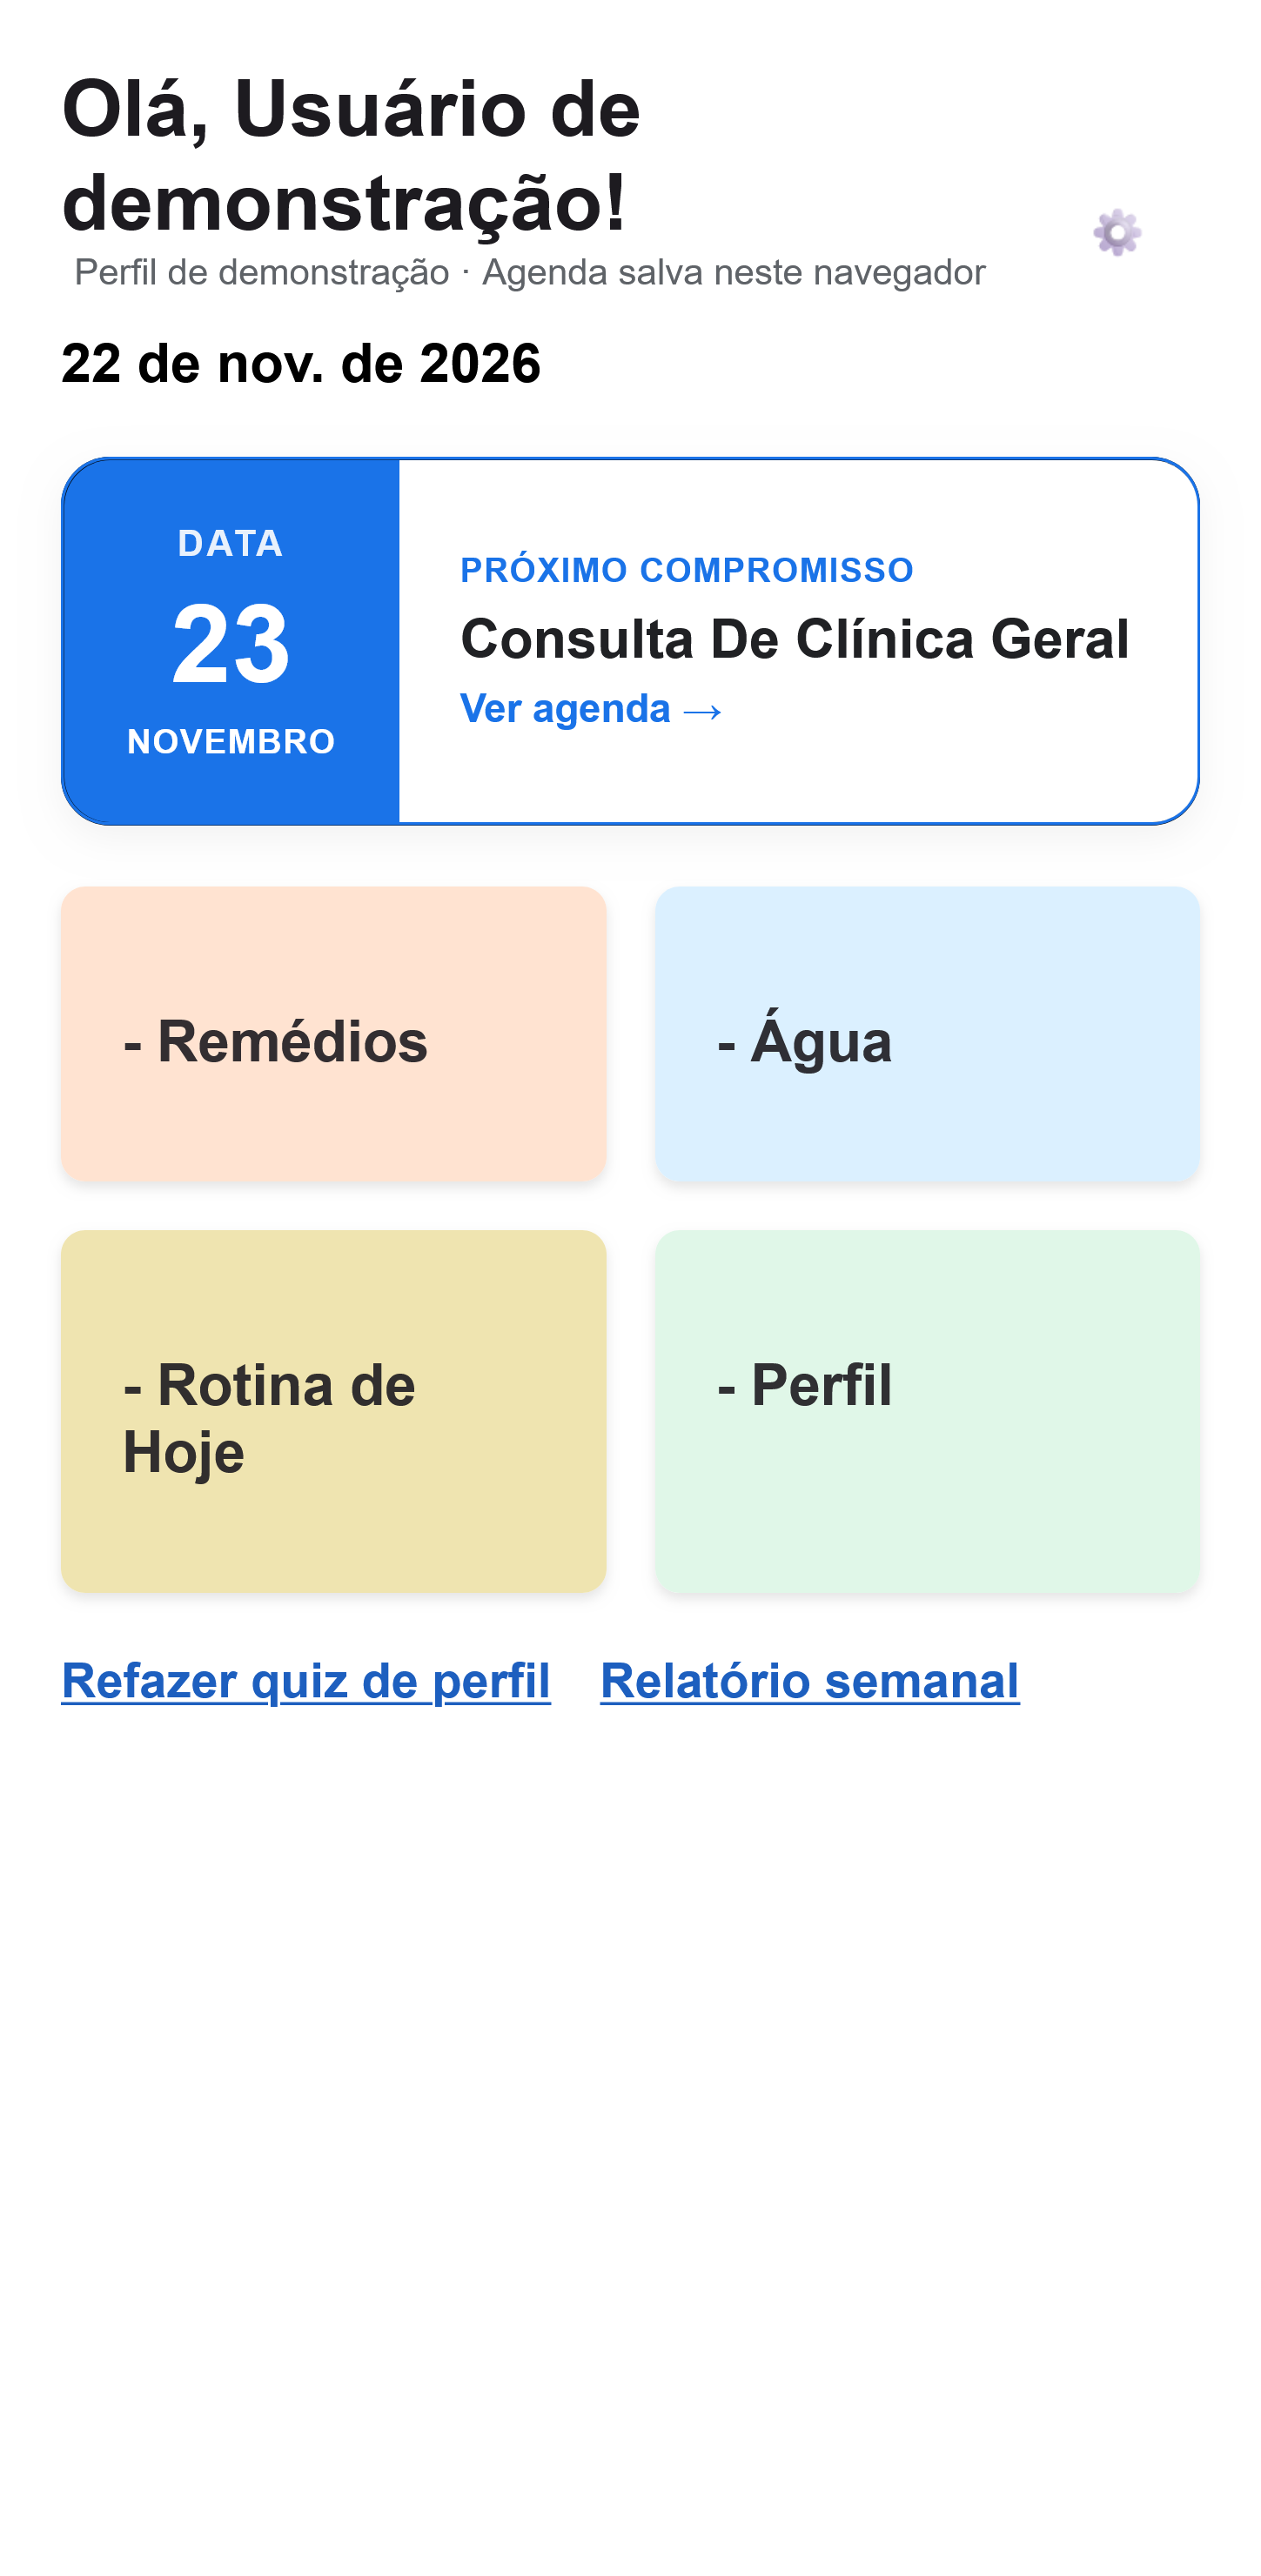 Olá, Usuário de
demonstração!
Perfil de demonstração · Agenda salva neste navegador
22 de nov. de 2026
DATA
23
NOVEMBRO
PRÓXIMO COMPROMISSO
Consulta De Clínica Geral
Ver agenda →
- Remédios
- Água
- Rotina de
Hoje
- Perfil
Refazer quiz de perfil
Relatório semanal